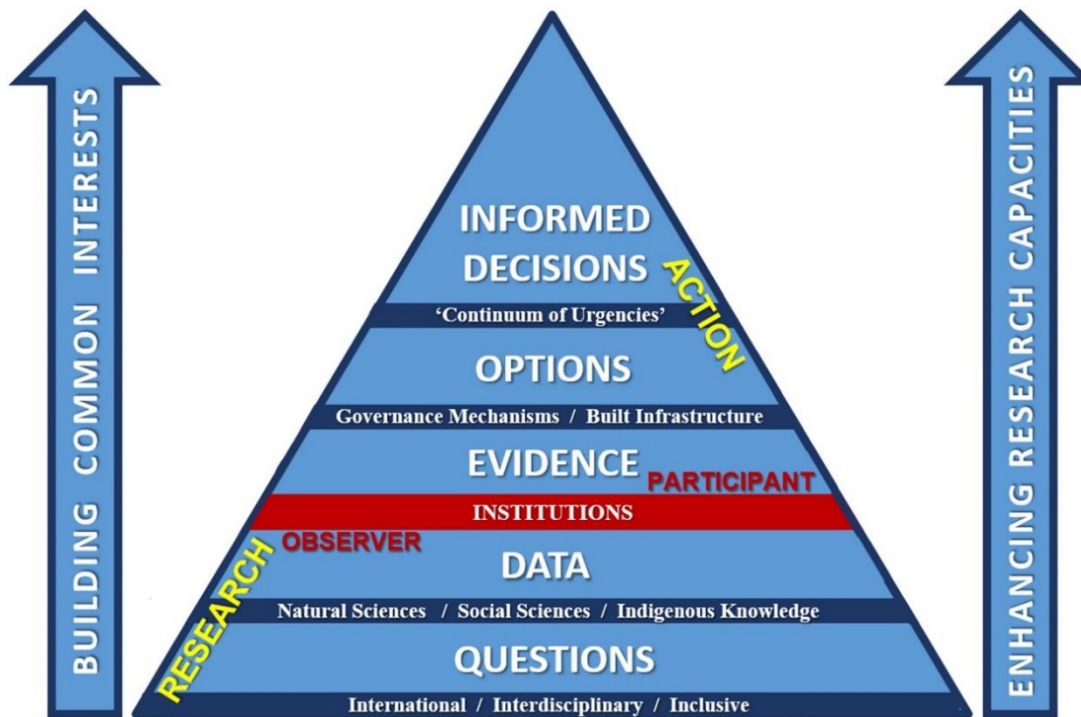 BUILDING COMMON INTERESTS
INFORMED
DECISIONS
ACTION
'Continuum of Urgencies'
OPTIONS
Governance Mechanisms / Built Infrastructure
EVIDENCE
PARTICIPANT
INSTITUTIONS
OBSERVER
RESEARCH
DATA
Natural Sciences / Social Sciences / Indigenous Knowledge
QUESTIONS
International / Interdisciplinary / Inclusive
ENHANCING RESEARCH CAPACITIES